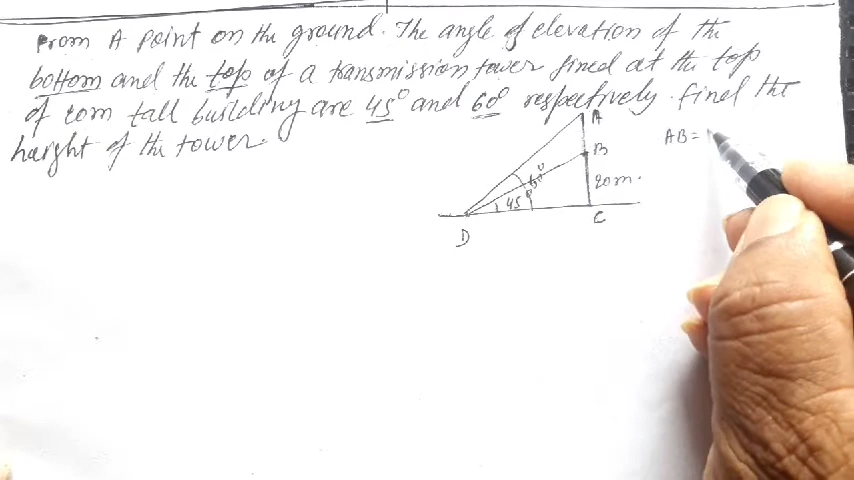 From A point on the ground. The angle of elevation of the
bottom and the top of a transmission tower fined at the top
of 20m tall building are 45° and 60° respectively. Find the
height of the tower.
A
B
AB=
60°
20m.
45°
D
C